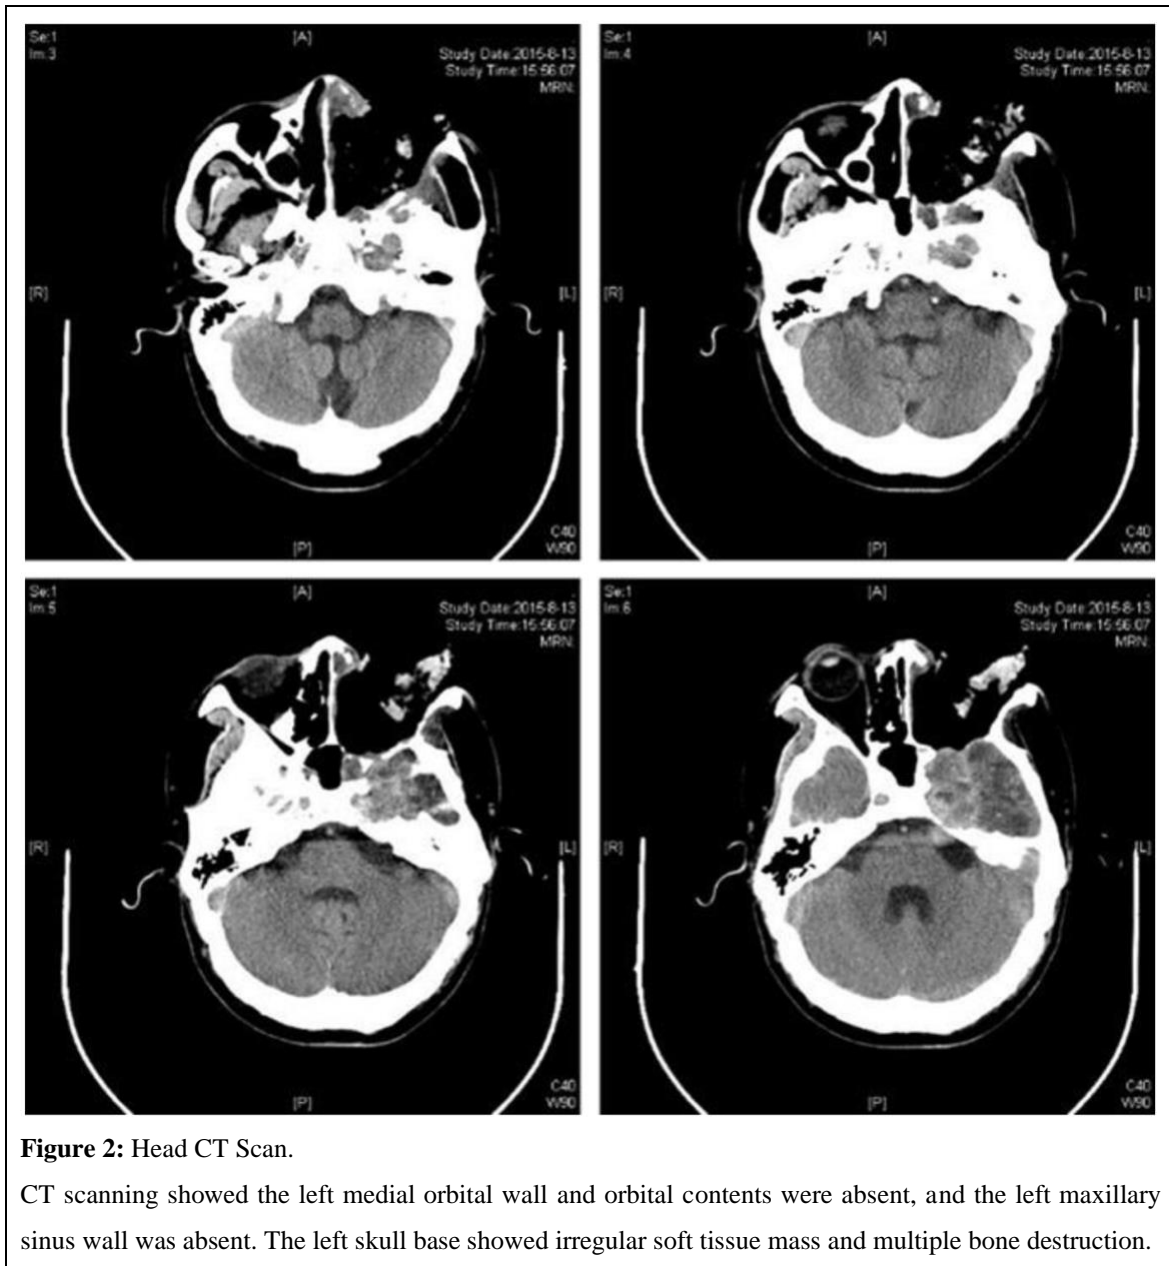 Se:1
Im:3
[A]
Study Date:2015-8-13
Study Time:15:56:07
MRN:
[R]
[L]
[P]
C40
W90
Se:1
Im:4
[A]
Study Date:2015-8-13
Study Time:15:56:07
MRN:
[R]
[L]
[P]
C40
W90
Se:1
Im:5
[A]
Study Date:2015-8-13
Study Time:15:56:07
MRN:
[R]
[L]
[P]
C40
W90
Se:1
Im:6
[A]
Study Date:2015-8-13
Study Time:15:56:07
MRN:
[R]
[L]
[P]
C40
W90
Figure 2: Head CT Scan.
CT scanning showed the left medial orbital wall and orbital contents were absent, and the left maxillary
sinus wall was absent. The left skull base showed irregular soft tissue mass and multiple bone destruction.